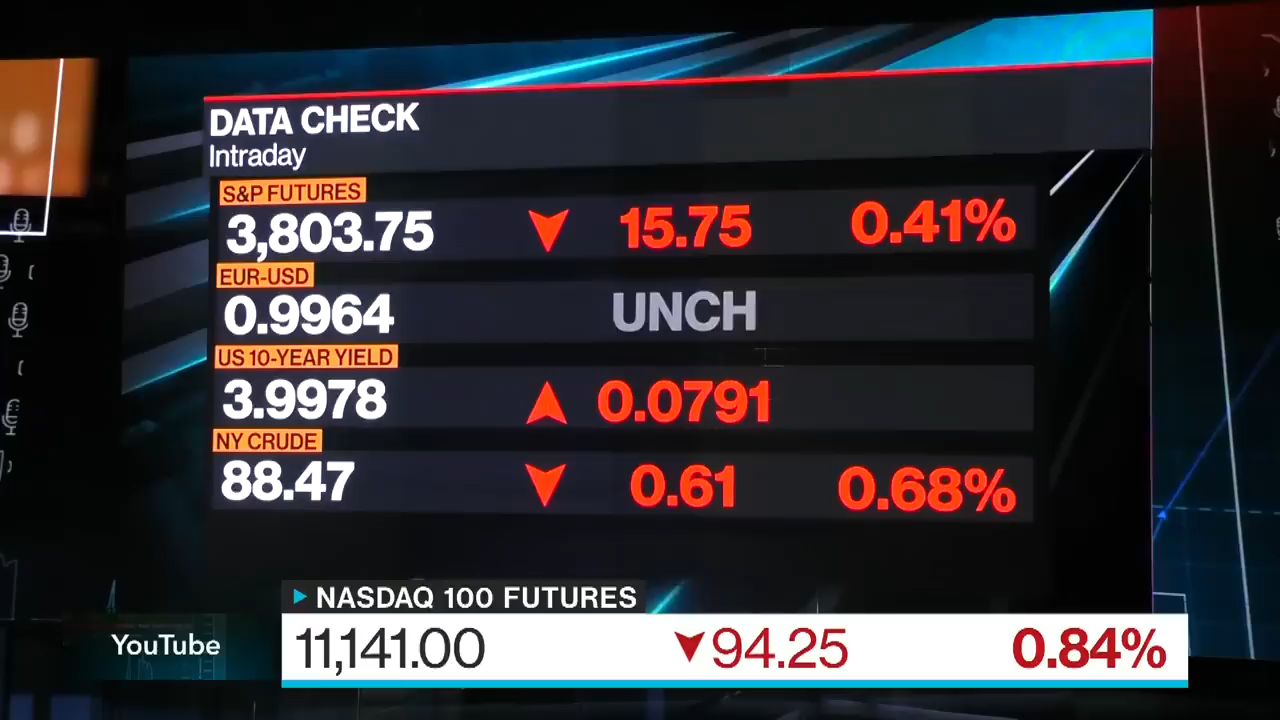 DATA CHECK
Intraday
S&P FUTURES
3,803.75 ▼ 15.75 0.41%
EUR-USD
0.9964 UNCH
US 10-YEAR YIELD
3.9978 ▲ 0.0791
NY CRUDE
88.47 ▼ 0.61 0.68%
NASDAQ 100 FUTURES
YouTube 11,141.00 ▼94.25 0.84%